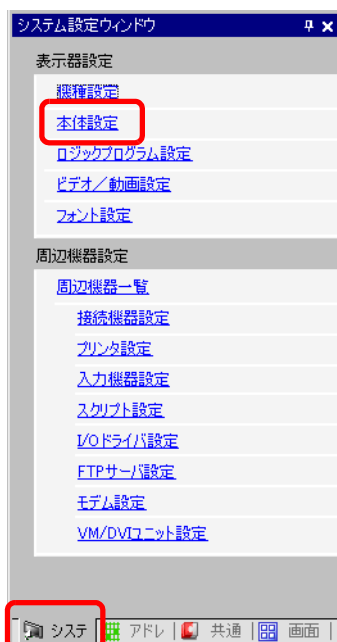 システム設定ウィンドウ
表示器設定
機種設定
本体設定
ロジックプログラム設定
ビデオ／動画設定
フォント設定
周辺機器設定
周辺機器一覧
接続機器設定
プリンタ設定
入力機器設定
スクリプト設定
I/Oドライバ設定
FTPサーバ設定
モデム設定
VM/DVIユニット設定
システ アドレ 共通 画面